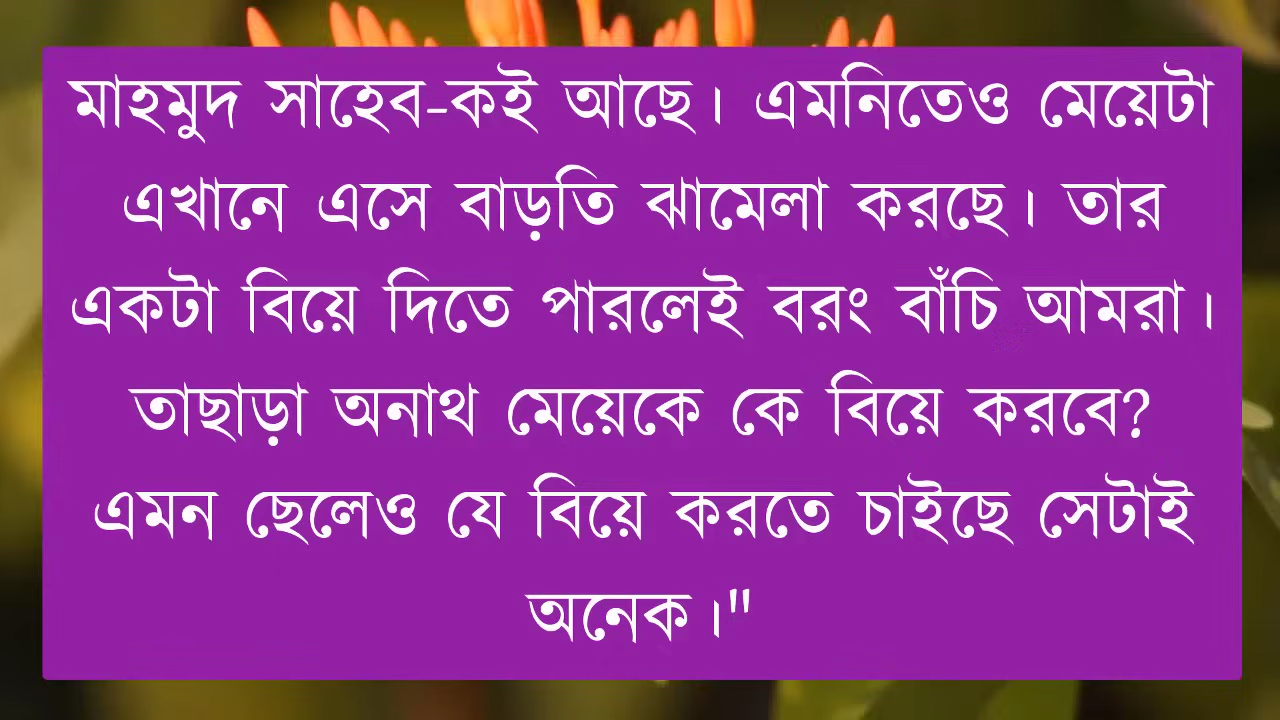 মাহমুদ সাহেব-কই আছে। এমনিতেও মেয়েটা
এখানে এসে বাড়তি ঝামেলা করছে। তার
একটা বিয়ে দিতে পারলেই বরং বাঁচি আমরা।
তাছাড়া অনাথ মেয়েকে কে বিয়ে করবে?
এমন ছেলেও যে বিয়ে করতে চাইছে সেটাই
অনেক।"